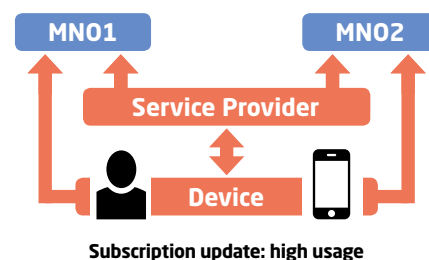 MNO1
MNO2
Service Provider
Device
Subscription update: high usage